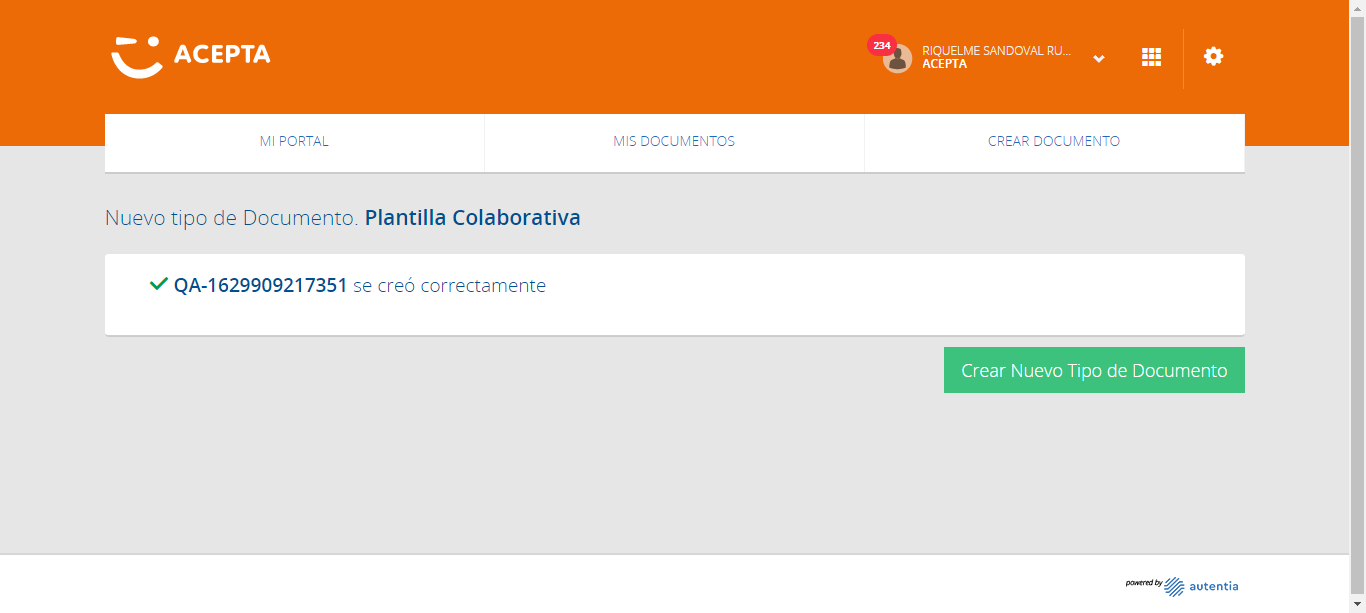 ACEPTA
234
RIQUELME SANDOVAL RU...
ACEPTA
MI PORTAL
MIS DOCUMENTOS
CREAR DOCUMENTO
Nuevo tipo de Documento. Plantilla Colaborativa
QA-1629909217351 se creó correctamente
Crear Nuevo Tipo de Documento
powered by autentia